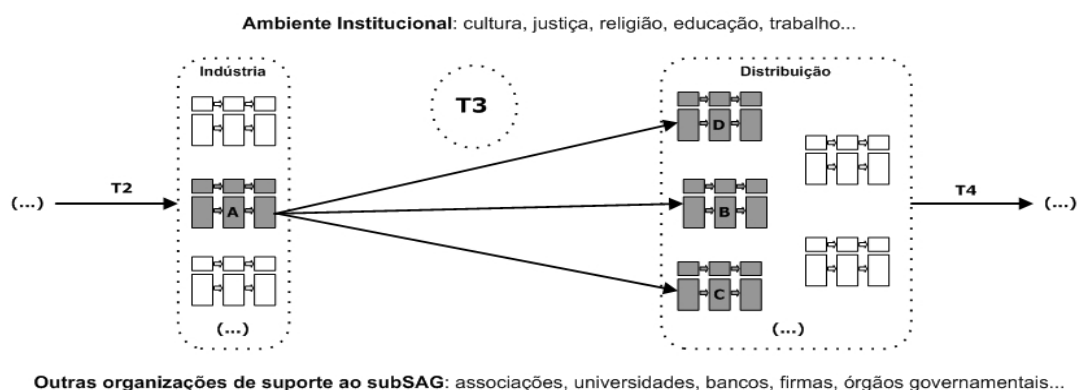 Ambiente Institucional: cultura, justiça, religião, educação, trabalho...
Indústria
Distribuição
T3
D
T2
T4
(...)
A
B
(...)
C
(...)
(...)
Outras organizações de suporte ao subSAG: associações, universidades, bancos, firmas, órgãos governamentais...